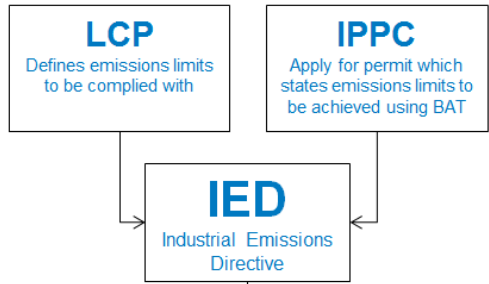 LCP
Defines emissions limits
to be complied with
IPPC
Apply for permit which
states emissions limits to
be achieved using BAT
IED
Industrial Emissions
Directive